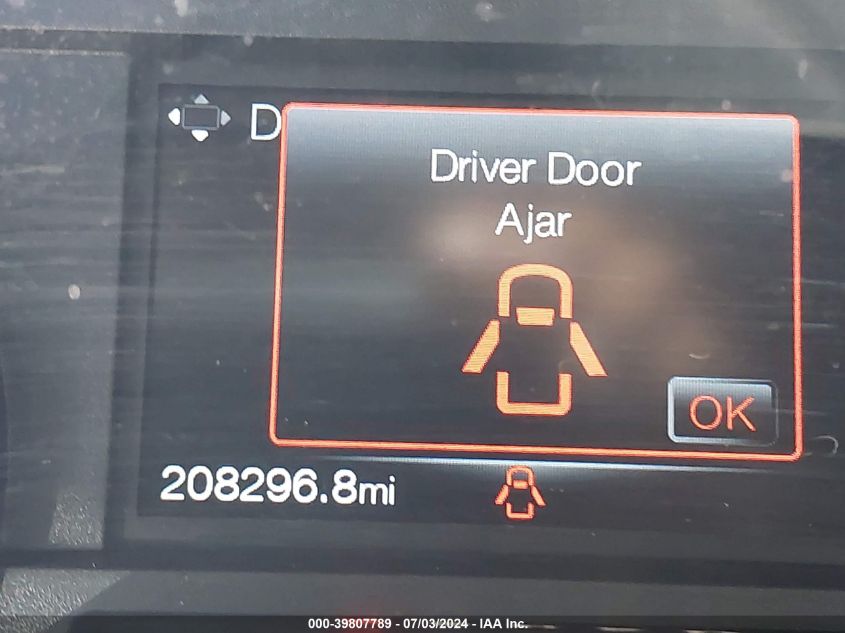 D
Driver Door
Ajar
OK
208296.8mi
000-39807789 - 07/03/2024 - IAA Inc.